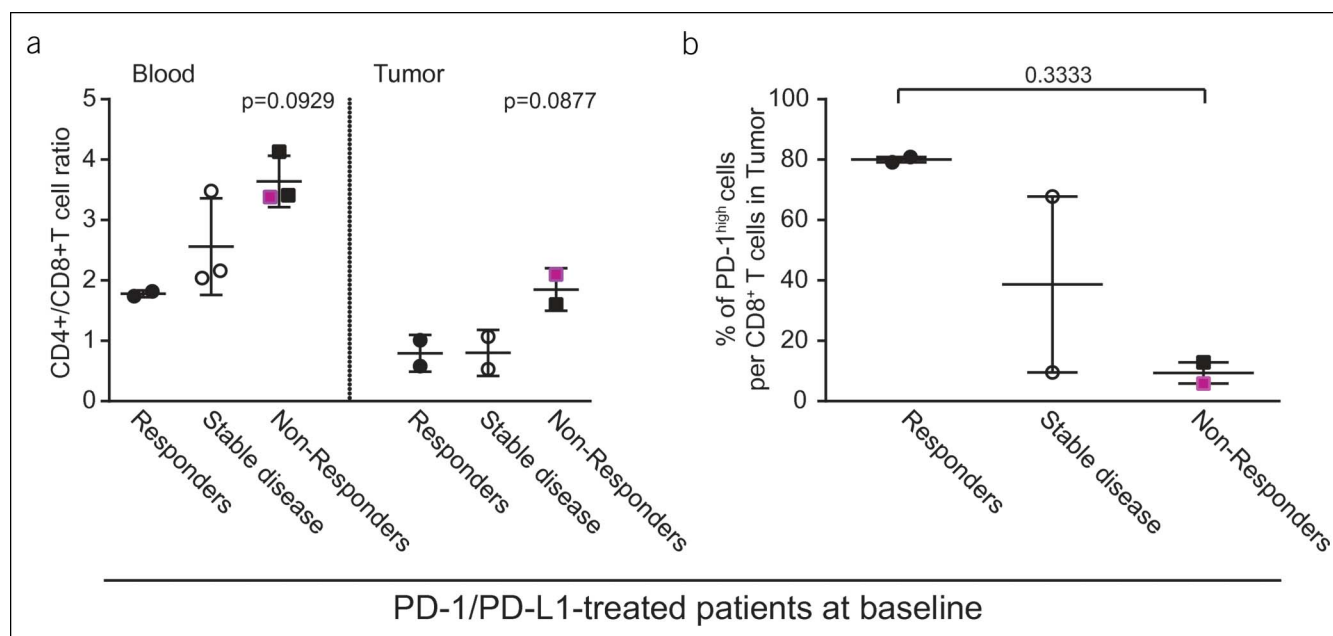 a
Blood
Tumor
p=0.0929
p=0.0877
CD4+/CD8+T cell ratio
5
4
3
2
1
0
Responders
Stable disease
Non-Responders
Responders
Stable disease
Non-Responders
b
0.3333
% of PD-1high cells
per CD8+ T cells in Tumor
100
80
60
40
20
0
Responders
Stable disease
Non-Responders
PD-1/PD-L1-treated patients at baseline